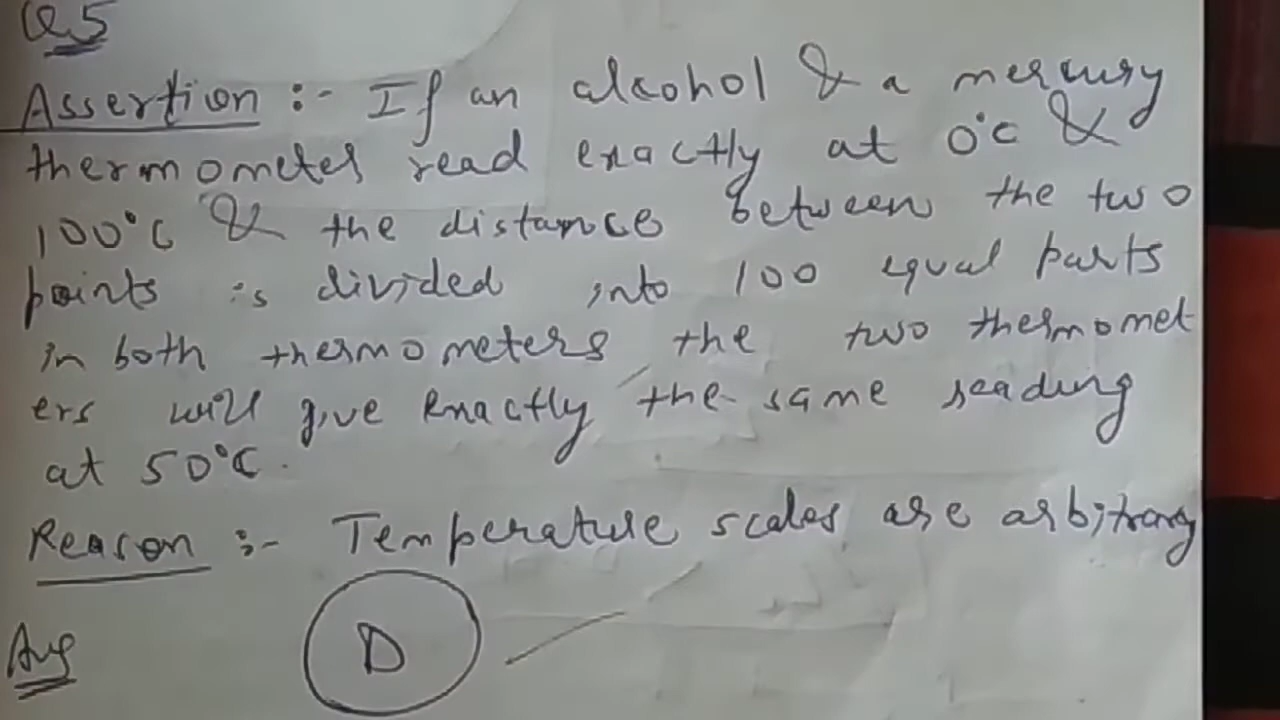 Q5
Assertion :- If an alcohol & a mercury
thermometer read exactly at 0°C &
100°C & the distance between the two
points is divided into 100 equal parts
in both thermometers the two thermomet
ers will give exactly the same reading
at 50°C.
Reason :- Temperature scales are arbitrary
Ans D